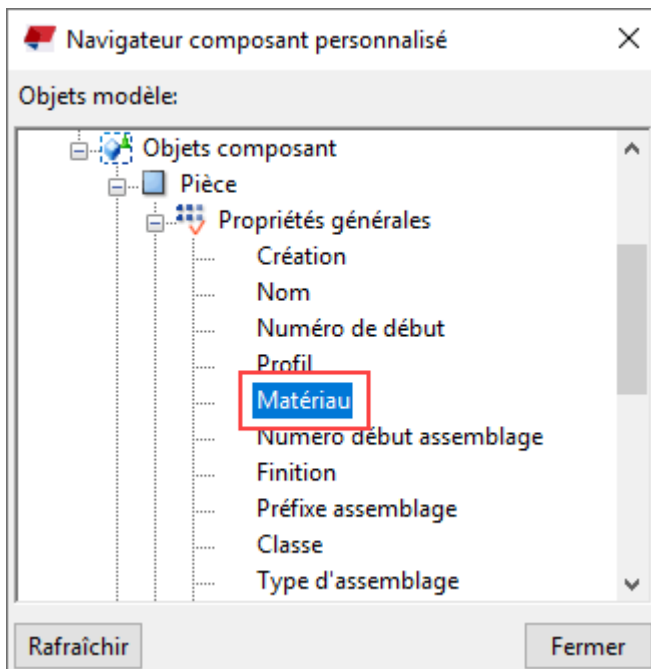 Navigateur composant personnalisé
Objets modèle:
Objets composant
Pièce
Propriétés générales
Création
Nom
Numéro de début
Profil
Matériau
Numéro début assemblage
Finition
Préfixe assemblage
Classe
Type d'assemblage
Rafraîchir
Fermer